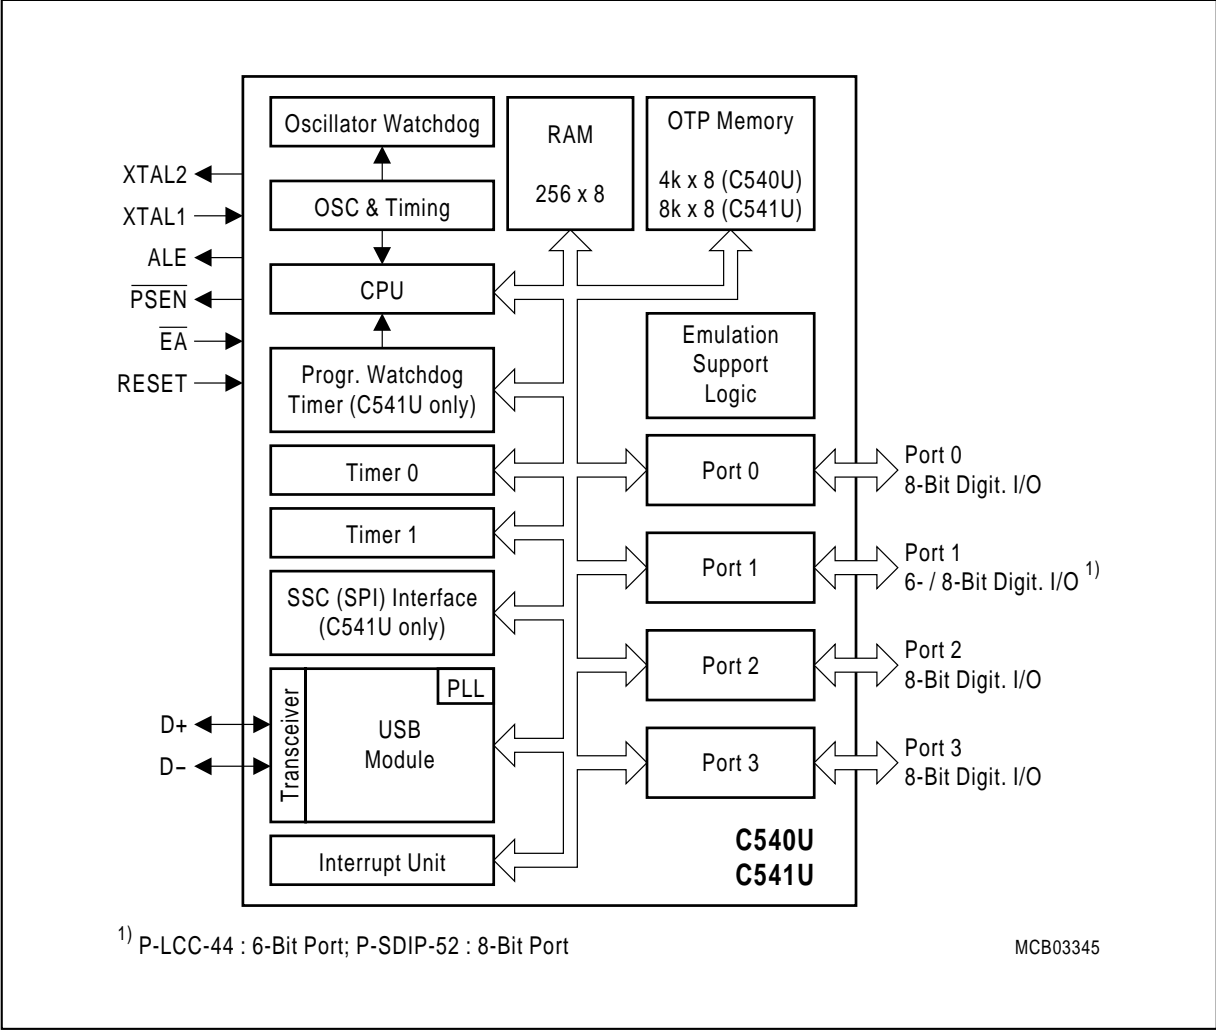 Oscillator Watchdog
OSC & Timing
CPU
Progr. Watchdog
Timer (C541U only)
Timer 0
Timer 1
SSC (SPI) Interface
(C541U only)
Transceiver
PLL
USB
Module
Interrupt Unit
RAM
256 x 8
OTP Memory
4k x 8 (C540U)
8k x 8 (C541U)
Emulation
Support
Logic
Port 0
Port 1
Port 2
Port 3
XTAL2
XTAL1
ALE
PSEN
EA
RESET
D+
D–
Port 0
8-Bit Digit. I/O
Port 1
6- / 8-Bit Digit. I/O 1)
Port 2
8-Bit Digit. I/O
Port 3
8-Bit Digit. I/O
C540U
C541U
1) P-LCC-44 : 6-Bit Port; P-SDIP-52 : 8-Bit Port
MCB03345